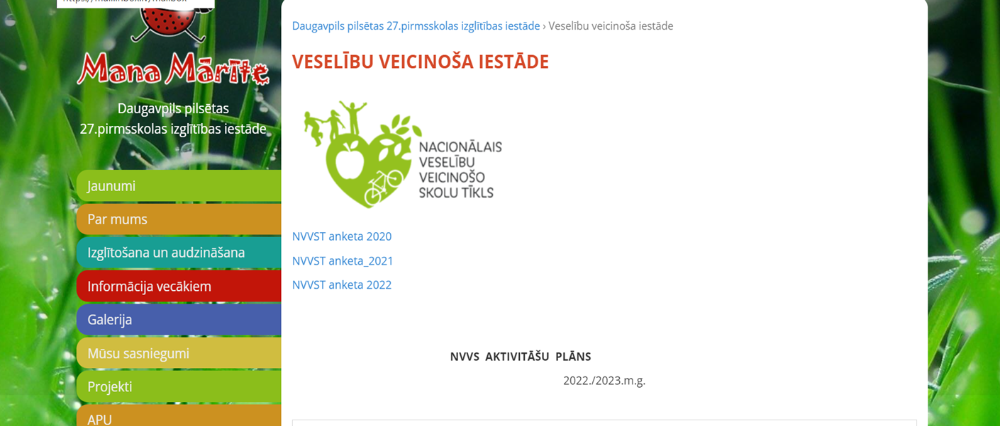 Mana Mārīte
Daugavpils pilsētas
27.pirmsskolas izglītības iestāde
Jaunumi
Par mums
Izglītošana un audzināšana
Informācija vecākiem
Galerija
Mūsu sasniegumi
Projekti
APU
Daugavpils pilsētas 27.pirmsskolas izglītības iestāde › Veselību veicinoša iestāde
VESELĪBU VEICINOŠA IESTĀDE
NACIONĀLAIS
VESELĪBU
VEICINOŠO
SKOLU TĪKLS
NVVST anketa 2020
NVVST anketa_2021
NVVST anketa 2022
NVVS AKTIVITĀŠU PLĀNS
2022./2023.m.g.